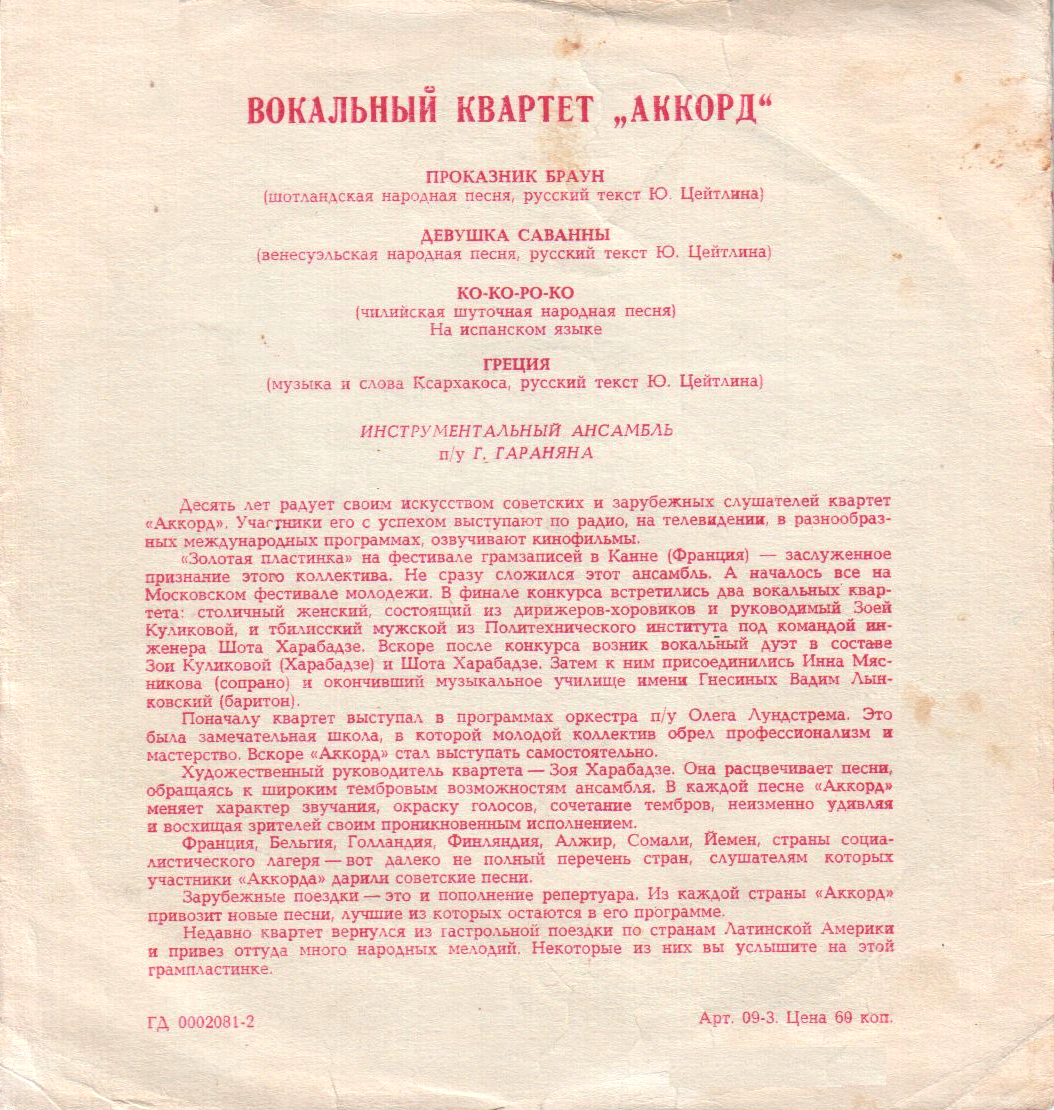 ВОКАЛЬНЫЙ КВАРТЕТ „АККОРД“
ПРОКАЗНИК БРАУН
(шотландская народная песня, русский текст Ю. Цейтлина)
ДЕВУШКА САВАННЫ
(венесуэльская народная песня, русский текст Ю. Цейтлина)
КО-КО-РО-КО
(чилийская шуточная народная песня)
На испанском языке
ГРЕЦИЯ
(музыка и слова Ксархакоса, русский текст Ю. Цейтлина)
ИНСТРУМЕНТАЛЬНЫЙ АНСАМБЛЬ
п/у Г. ГАРАНЯНА
Десять лет радует своим искусством советских и зарубежных слушателей квартет
«Аккорд». Участники его с успехом выступают по радио, на телевидении, в разнообраз-
ных международных программах, озвучивают кинофильмы.
«Золотая пластинка» на фестивале грамзаписей в Канне (Франция) — заслуженное
признание этого коллектива. Не сразу сложился этот ансамбль. А началось все на
Московском фестивале молодежи. В финале конкурса встретились два вокальных квар-
тета: столичный женский, состоящий из дирижеров-хоровиков и руководимый Зоей
Куликовой, и тбилисский мужской из Политехнического института под командой ин-
женера Шота Харабадзе. Вскоре после конкурса возник вокальный дуэт в составе
Зои Куликовой (Харабадзе) и Шота Харабадзе. Затем к ним присоединились Инна Мяс-
никова (сопрано) и окончивший музыкальное училище имени Гнесиных Вадим Лын-
ковский (баритон).
Поначалу квартет выступал в программах оркестра п/у Олега Лундстрема. Это
была замечательная школа, в которой молодой коллектив обрел профессионализм и
мастерство. Вскоре «Аккорд» стал выступать самостоятельно.
Художественный руководитель квартета — Зоя Харабадзе. Она расцвечивает песни,
обращаясь к широким тембровым возможностям ансамбля. В каждой песне «Аккорд»
меняет характер звучания, окраску голосов, сочетание тембров, неизменно удивляя
и восхищая зрителей своим проникновенным исполнением.
Франция, Бельгия, Голландия, Финляндия, Алжир, Сомали, Йемен, страны социа-
листического лагеря — вот далеко не полный перечень стран, слушателям которых
участники «Аккорда» дарили советские песни.
Зарубежные поездки — это и пополнение репертуара. Из каждой страны «Аккорд»
привозит новые песни, лучшие из которых остаются в его программе.
Недавно квартет вернулся из гастрольной поездки по странам Латинской Америки
и привез оттуда много народных мелодий. Некоторые из них вы услышите на этой
грампластинке.
ГД 0002081-2
Арт. 09-3. Цена 60 коп.